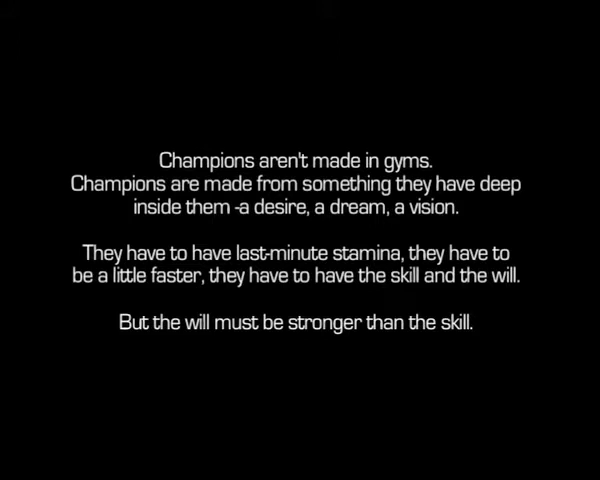 Champions aren't made in gyms.
Champions are made from something they have deep
inside them -a desire, a dream, a vision.
They have to have last-minute stamina, they have to
be a little faster, they have to have the skill and the will.
But the will must be stronger than the skill.